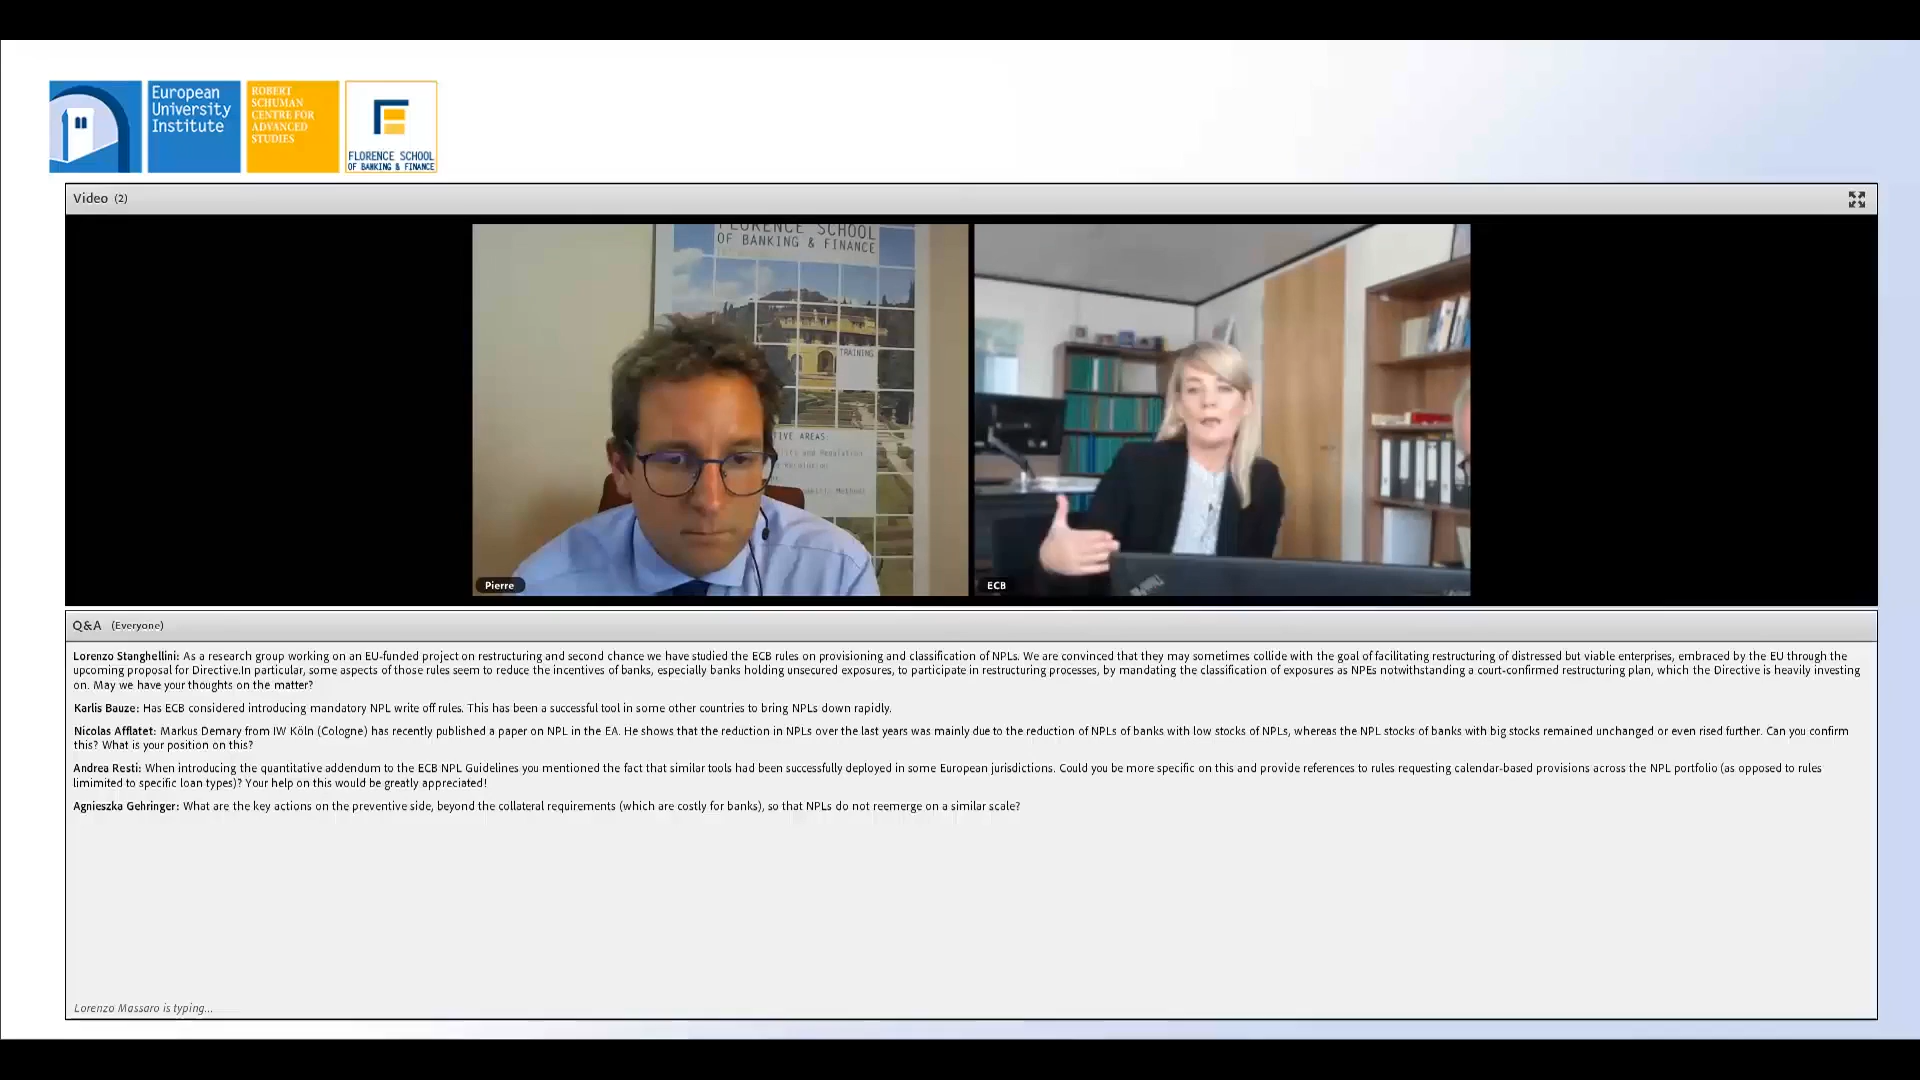 European
University
Institute
ROBERT
SCHUMAN
CENTRE FOR
ADVANCED
STUDIES
FLORENCE SCHOOL
OF BANKING & FINANCE
Video (2)
FLORENCE SCHOOL
OF BANKING & FINANCE
TRAINING
TIVE AREAS:
Pierre
ECB
Q&A (Everyone)
Lorenzo Stanghellini: As a research group working on an EU-funded project on restructuring and second chance we have studied the ECB rules on provisioning and classification of NPLs. We are convinced that they may sometimes collide with the goal of facilitating restructuring of distressed but viable enterprises, embraced by the EU through the
upcoming proposal for Directive.In particular, some aspects of those rules seem to reduce the incentives of banks, especially banks holding unsecured exposures, to participate in restructuring processes, by mandating the classification of exposures as NPEs notwithstanding a court-confirmed restructuring plan, which the Directive is heavily investing
on. May we have your thoughts on the matter?
Karlis Bauze: Has ECB considered introducing mandatory NPL write off rules. This has been a successful tool in some other countries to bring NPLs down rapidly.
Nicolas Afflatet: Markus Demary from IW Köln (Cologne) has recently published a paper on NPL in the EA. He shows that the reduction in NPLs over the last years was mainly due to the reduction of NPLs of banks with low stocks of NPLs, whereas the NPL stocks of banks with big stocks remained unchanged or even rised further. Can you confirm
this? What is your position on this?
Andrea Resti: When introducing the quantitative addendum to the ECB NPL Guidelines you mentioned the fact that similar tools had been successfully deployed in some European jurisdictions. Could you be more specific on this and provide references to rules requesting calendar-based provisions across the NPL portfolio (as opposed to rules
limimited to specific loan types)? Your help on this would be greatly appreciated!
Agnieszka Gehringer: What are the key actions on the preventive side, beyond the collateral requirements (which are costly for banks), so that NPLs do not reemerge on a similar scale?
Lorenzo Massaro is typing...